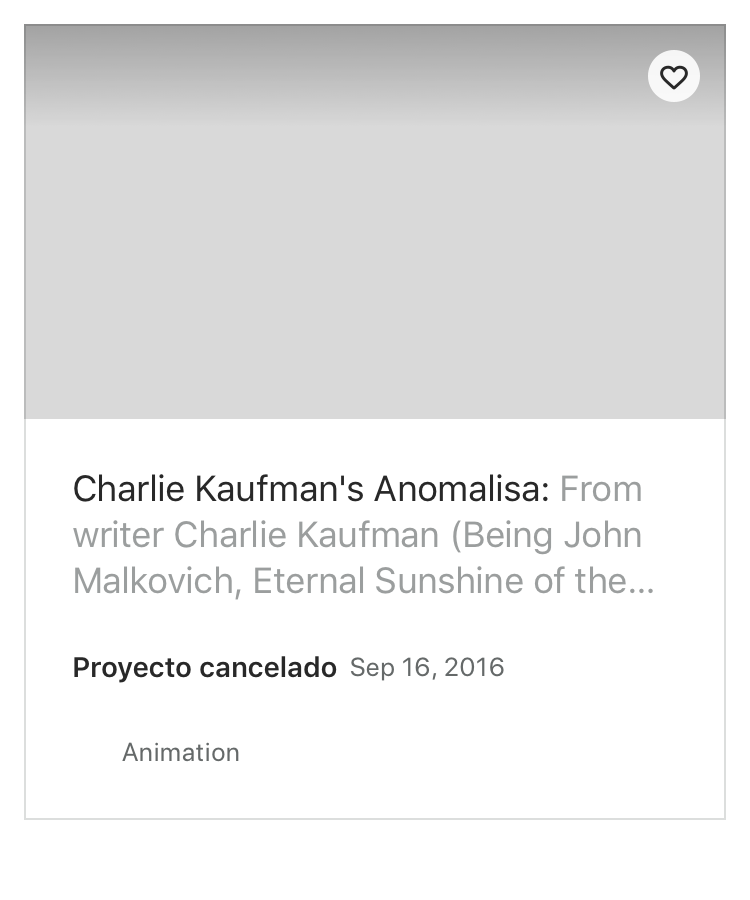 Charlie Kaufman's Anomalisa: From
writer Charlie Kaufman (Being John
Malkovich, Eternal Sunshine of the...
Proyecto cancelado Sep 16, 2016
Animation